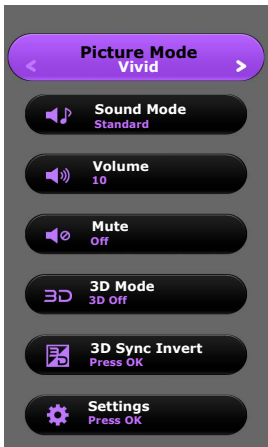 Picture Mode
< Vivid >
Sound Mode
Standard
Volume
10
Mute
Off
3D
3D Mode
3D Off
3D Sync Invert
Press OK
Settings
Press OK